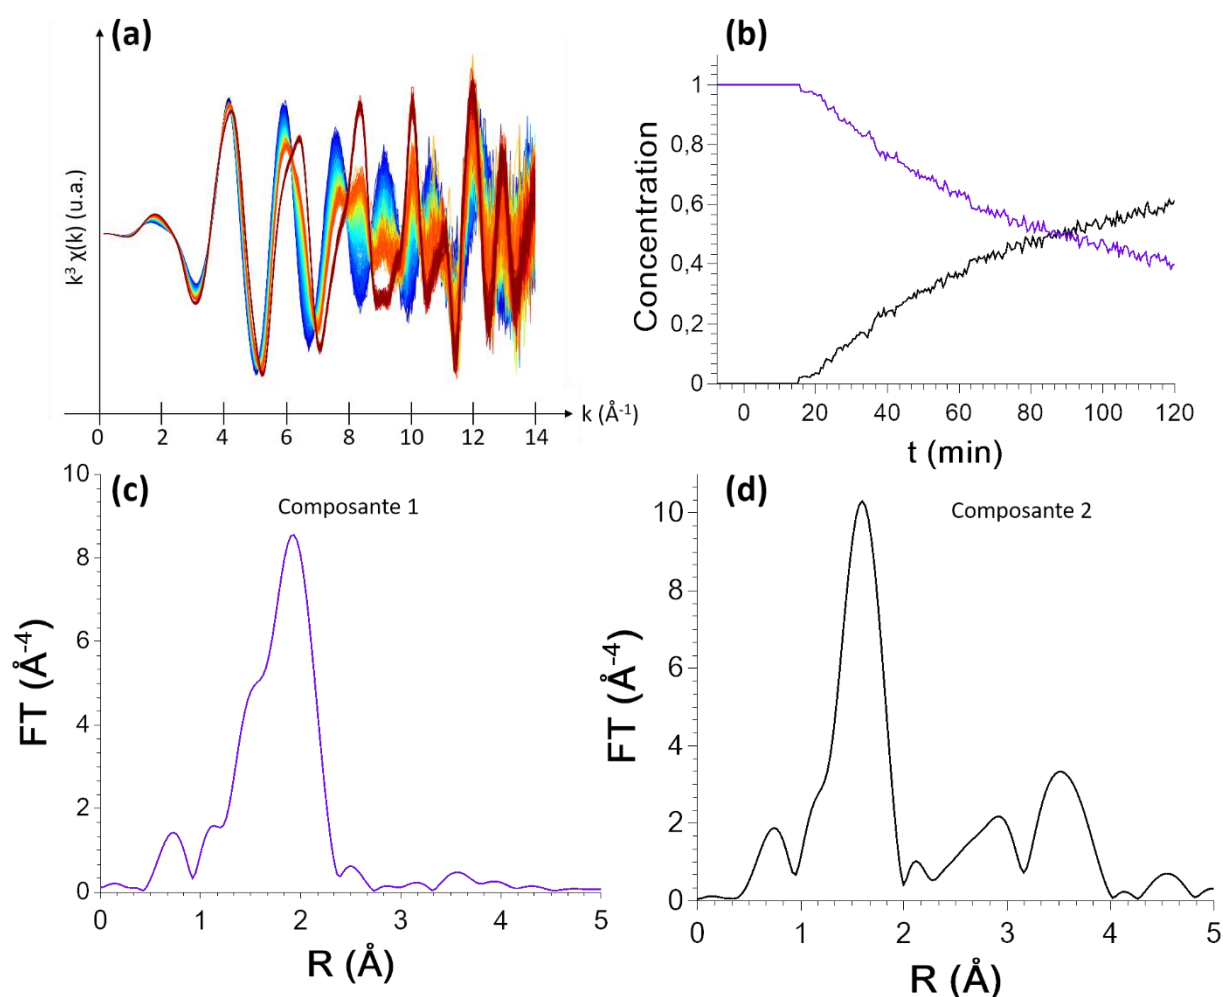 (a)
k³ χ(k) (u.a.)
0 2 4 6 8 10 12 14
k (Å⁻¹)
(b)
Concentration
1
0,8
0,6
0,4
0,2
0
0 20 40 60 80 100 120
t (min)
(c)
Composante 1
FT (Å⁻⁴)
10
8
6
4
2
0
0 1 2 3 4 5
R (Å)
(d)
Composante 2
FT (Å⁻⁴)
10
8
6
4
2
0
0 1 2 3 4 5
R (Å)